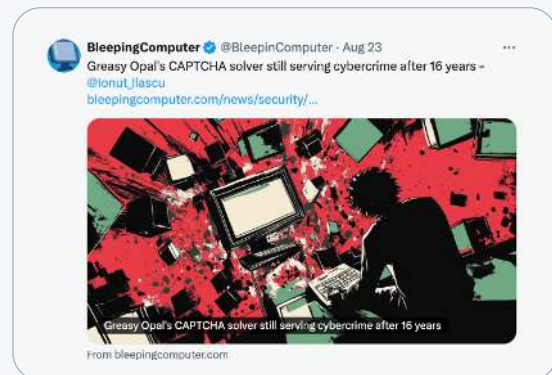 BleepingComputer @BleepinComputer · Aug 23 ...
Greasy Opal's CAPTCHA solver still serving cybercrime after 16 years –
@Ionut_Ilascu
bleepingcomputer.com/news/security/...
Greasy Opal's CAPTCHA solver still serving cybercrime after 16 years
From bleepingcomputer.com